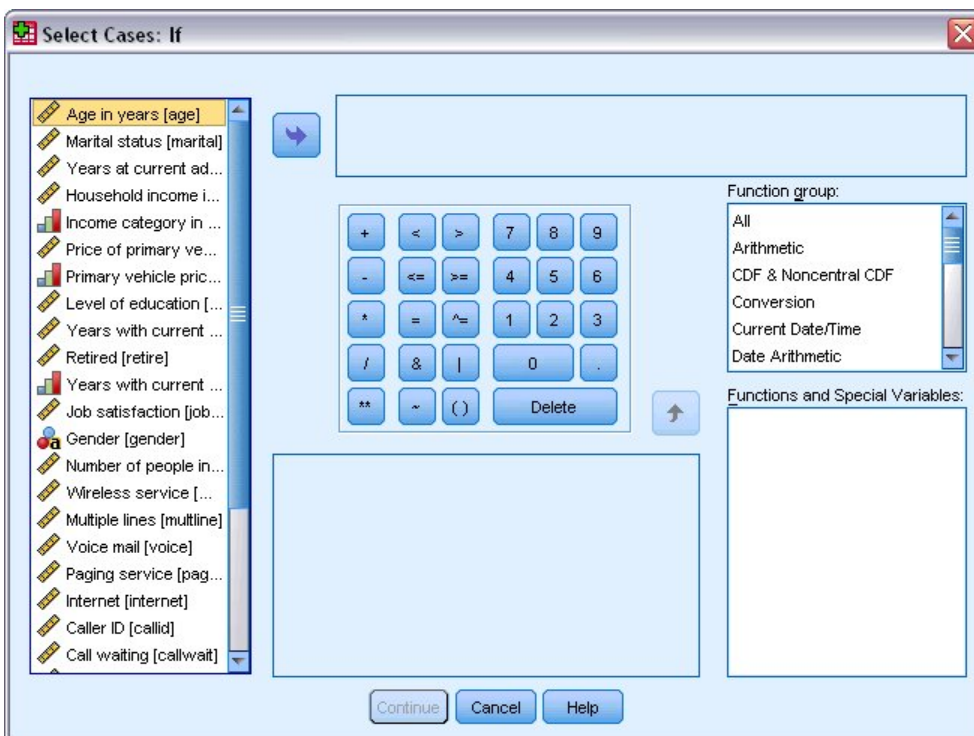 Select Cases: If
Age in years [age]
Marital status [marital]
Years at current ad...
Household income i...
Income category in ...
Price of primary ve...
Primary vehicle pric...
Level of education [...
Years with current ...
Retired [retire]
Years with current ...
Job satisfaction [job...
Gender [gender]
Number of people in...
Wireless service [...
Multiple lines [multline]
Voice mail [voice]
Paging service [pag...
Internet [internet]
Caller ID [callid]
Call waiting [callwait]
+ < > 7 8 9
- <= >= 4 5 6
* = ^= 1 2 3
/ & | 0 .
** ~ ( ) Delete
Function group:
All
Arithmetic
CDF & Noncentral CDF
Conversion
Current Date/Time
Date Arithmetic
Functions and Special Variables:
Continue Cancel Help